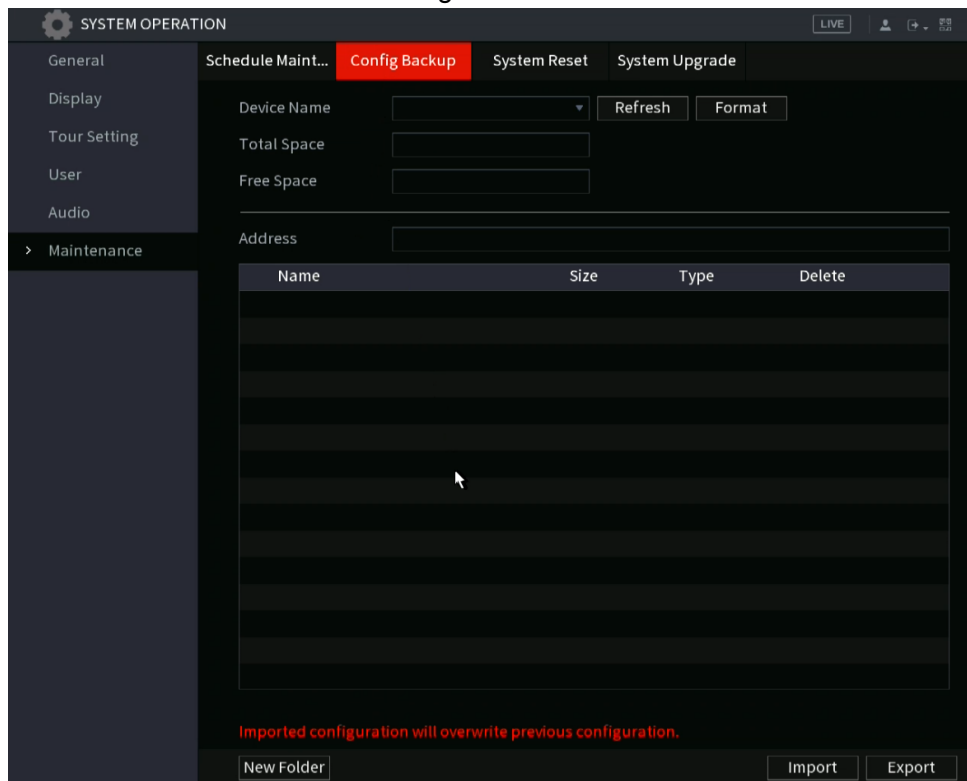 SYSTEM OPERATION
LIVE
General
Display
Tour Setting
User
Audio
Maintenance
Schedule Maint... Config Backup System Reset System Upgrade
Device Name Refresh Format
Total Space
Free Space
Address
Name Size Type Delete
Imported configuration will overwrite previous configuration.
New Folder Import Export